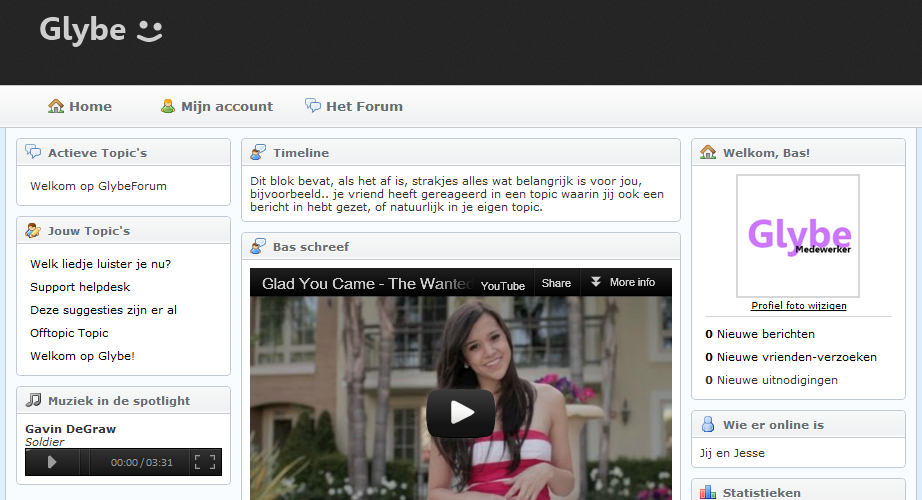 Glybe
Home
Mijn account
Het Forum
Actieve Topic's
Welkom op GlybeForum
Jouw Topic's
Welk liedje luister je nu?
Support helpdesk
Deze suggesties zijn er al
Offtopic Topic
Welkom op Glybe!
Muziek in de spotlight
Gavin DeGraw
Soldier
00:00 / 03:31
Timeline
Dit blok bevat, als het af is, strakjes alles wat belangrijk is voor jou,
bijvoorbeeld.. je vriend heeft gereageerd in een topic waarin jij ook een
bericht in hebt gezet, of natuurlijk in je eigen topic.
Bas schreef
Glad You Came - The Wanted
YouTube
Share
More info
Welkom, Bas!
Glybe
Medewerker
Profiel foto wijzigen
0 Nieuwe berichten
0 Nieuwe vrienden-verzoeken
0 Nieuwe uitnodigingen
Wie er online is
Jij en Jesse
Statistieken